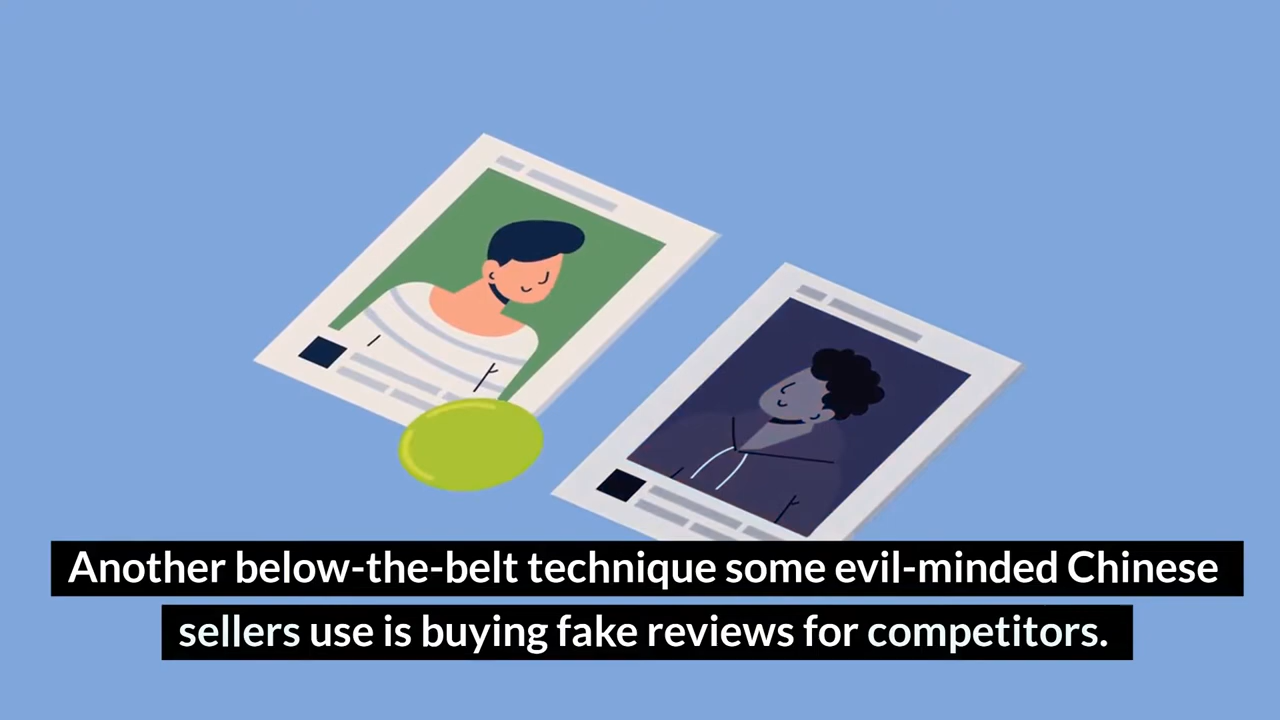 Another below-the-belt technique some evil-minded Chinese
sellers use is buying fake reviews for competitors.